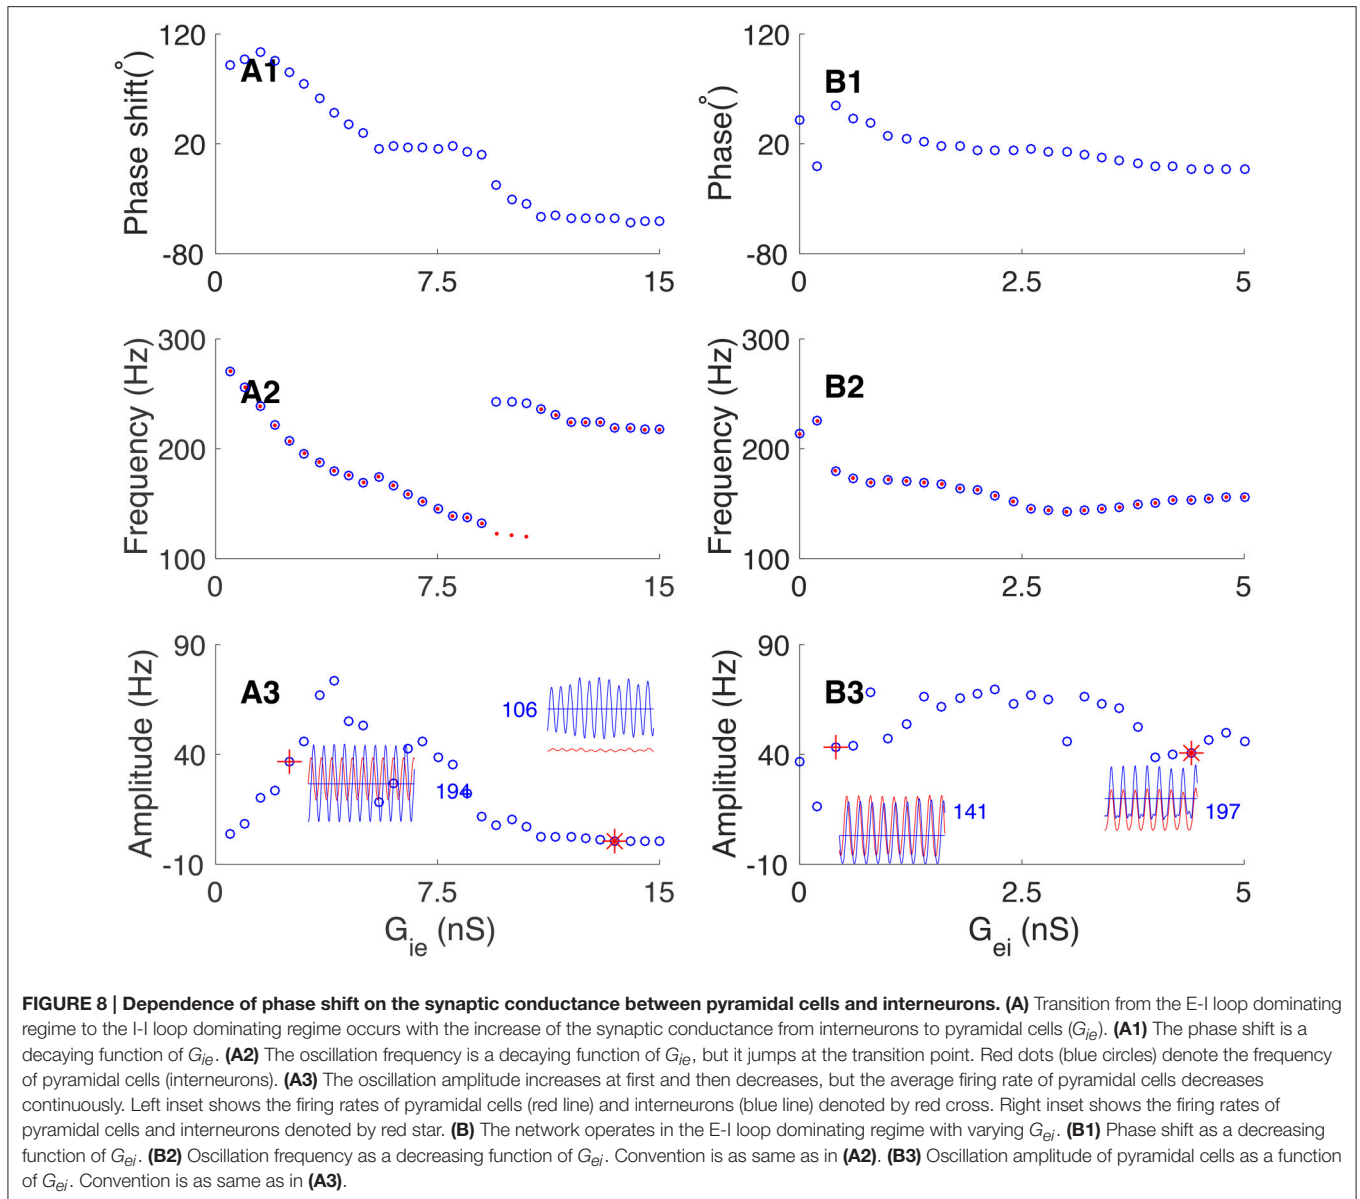 120
20
-80
Phase shift(°)
A1
0
7.5
15
120
20
-80
Phase(°)
B1
0
2.5
5
300
200
100
Frequency (Hz)
A2
0
7.5
15
300
200
100
Frequency (Hz)
B2
0
2.5
5
90
40
-10
Amplitude (Hz)
A3
106
194
0
7.5
15
G_ie (nS)
90
40
-10
Amplitude (Hz)
B3
141
197
0
2.5
5
G_ei (nS)
FIGURE 8 | Dependence of phase shift on the synaptic conductance between pyramidal cells and interneurons. (A) Transition from the E-I loop dominating
regime to the I-I loop dominating regime occurs with the increase of the synaptic conductance from interneurons to pyramidal cells (G_ie). (A1) The phase shift is a
decaying function of G_ie. (A2) The oscillation frequency is a decaying function of G_ie, but it jumps at the transition point. Red dots (blue circles) denote the frequency
of pyramidal cells (interneurons). (A3) The oscillation amplitude increases at first and then decreases, but the average firing rate of pyramidal cells decreases
continuously. Left inset shows the firing rates of pyramidal cells (red line) and interneurons (blue line) denoted by red cross. Right inset shows the firing rates of
pyramidal cells and interneurons denoted by red star. (B) The network operates in the E-I loop dominating regime with varying G_ei. (B1) Phase shift as a decreasing
function of G_ei. (B2) Oscillation frequency as a decreasing function of G_ei. Convention is as same as in (A2). (B3) Oscillation amplitude of pyramidal cells as a function
of G_ei. Convention is as same as in (A3).